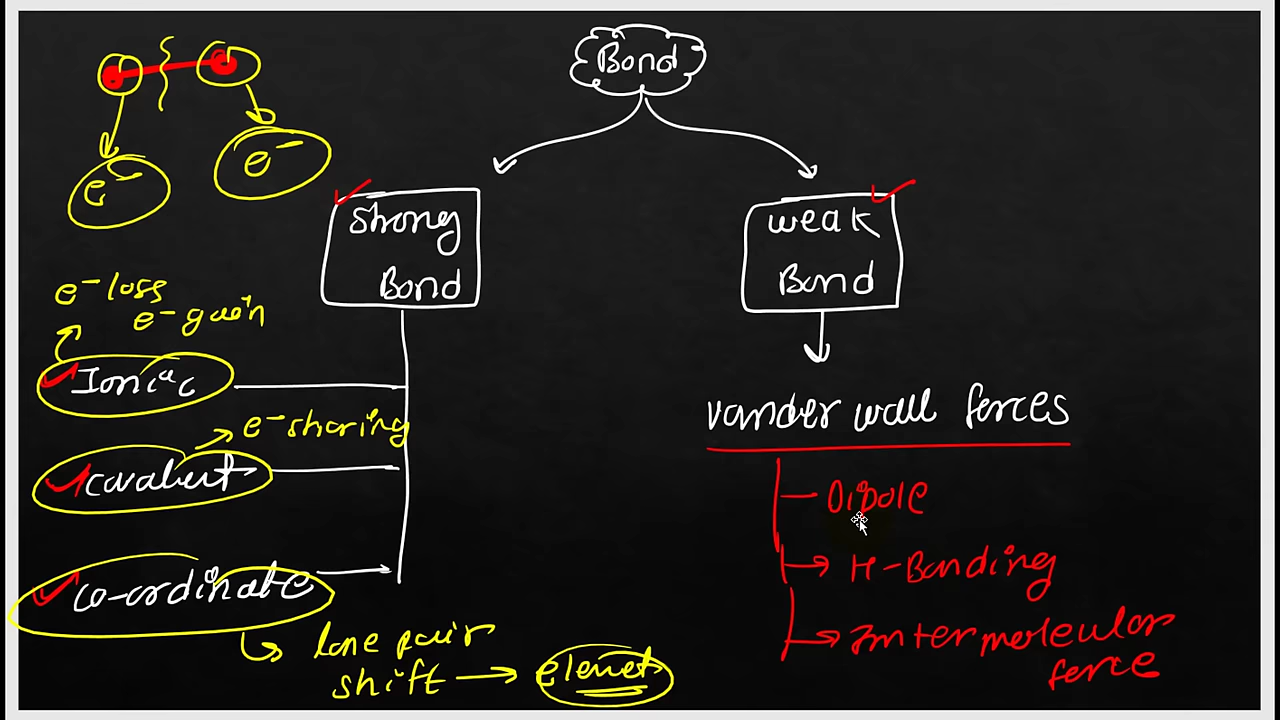 Bond
e⁻
e⁻
Strong
Bond
weak
Bond
e⁻loss
e⁻gain
Ionic
e⁻sharing
covalent
co-ordinate
lone pair
shift → elenet
vander wall forces
Dipole
H-Bonding
Intermolecular
force